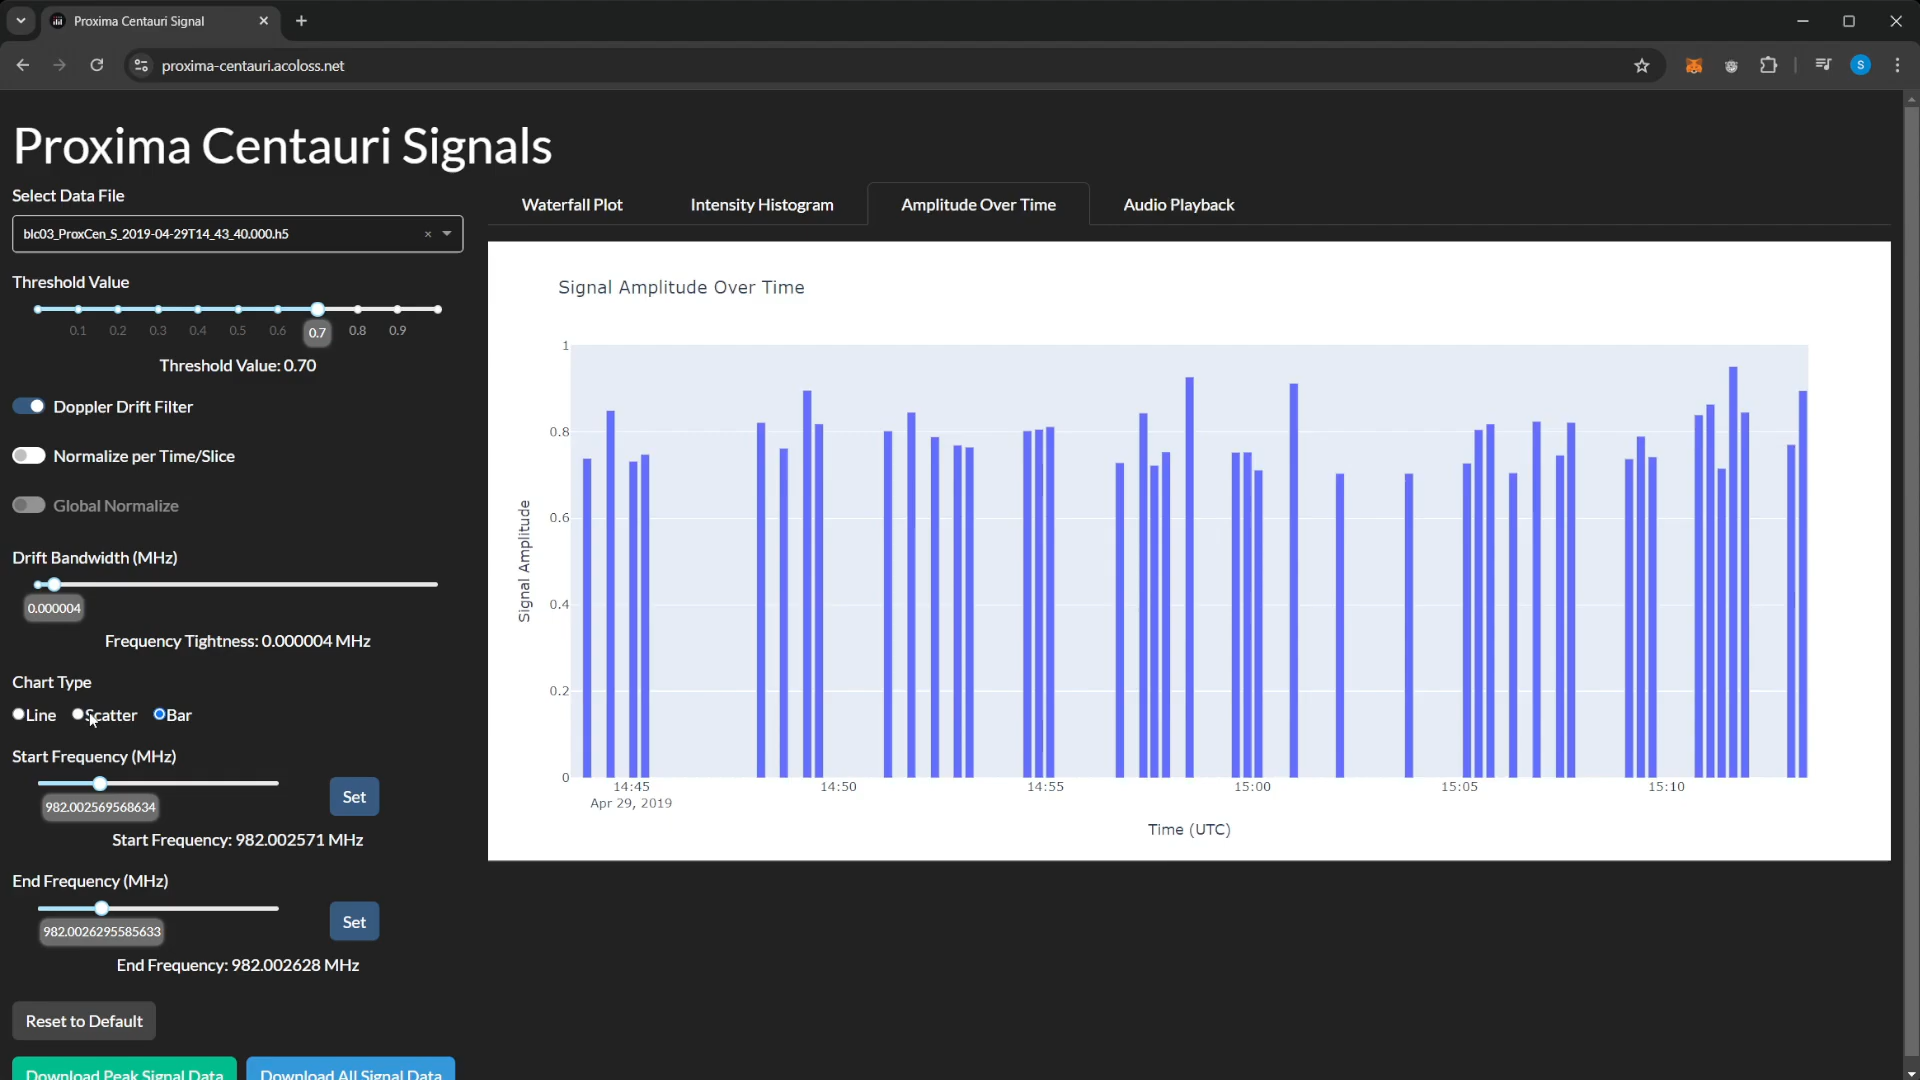 Proxima Centauri Signal
proxima-centauri.acoloss.net
S
Proxima Centauri Signals
Select Data File
blc03_ProxCen_S_2019-04-29T14_43_40.000.h5
Threshold Value
0.1 0.2 0.3 0.4 0.5 0.6 0.7 0.8 0.9
Threshold Value: 0.70
Doppler Drift Filter
Normalize per Time/Slice
Global Normalize
Drift Bandwidth (MHz)
0.000004
Frequency Tightness: 0.000004 MHz
Chart Type
Line Scatter Bar
Start Frequency (MHz)
982.002569568634
Set
Start Frequency: 982.002571 MHz
End Frequency (MHz)
982.0026295585633
Set
End Frequency: 982.002628 MHz
Reset to Default
Download Peak Signal Data Download All Signal Data
Waterfall Plot Intensity Histogram Amplitude Over Time Audio Playback
Signal Amplitude Over Time
Signal Amplitude
1
0.8
0.6
0.4
0.2
0
14:45 14:50 14:55 15:00 15:05 15:10
Apr 29, 2019
Time (UTC)